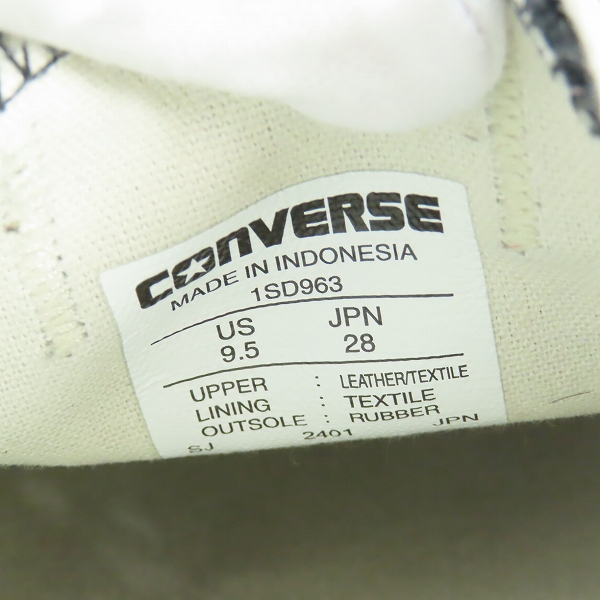 CONVERSE
MADE IN INDONESIA
1SD963
US JPN
9.5 28
UPPER : LEATHER/TEXTILE
LINING : TEXTILE
OUTSOLE : RUBBER
SJ 2401 JPN